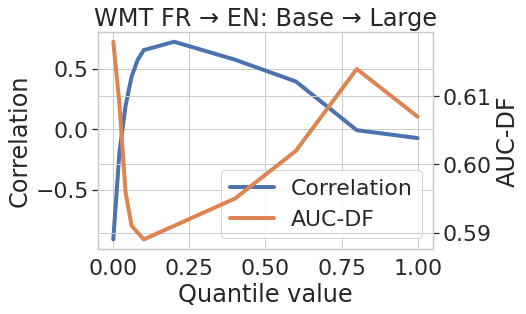 WMT FR → EN: Base → Large
Correlation
0.5
0.0
−0.5
AUC-DF
0.61
0.60
0.59
Correlation
AUC-DF
0.00 0.25 0.50 0.75 1.00
Quantile value